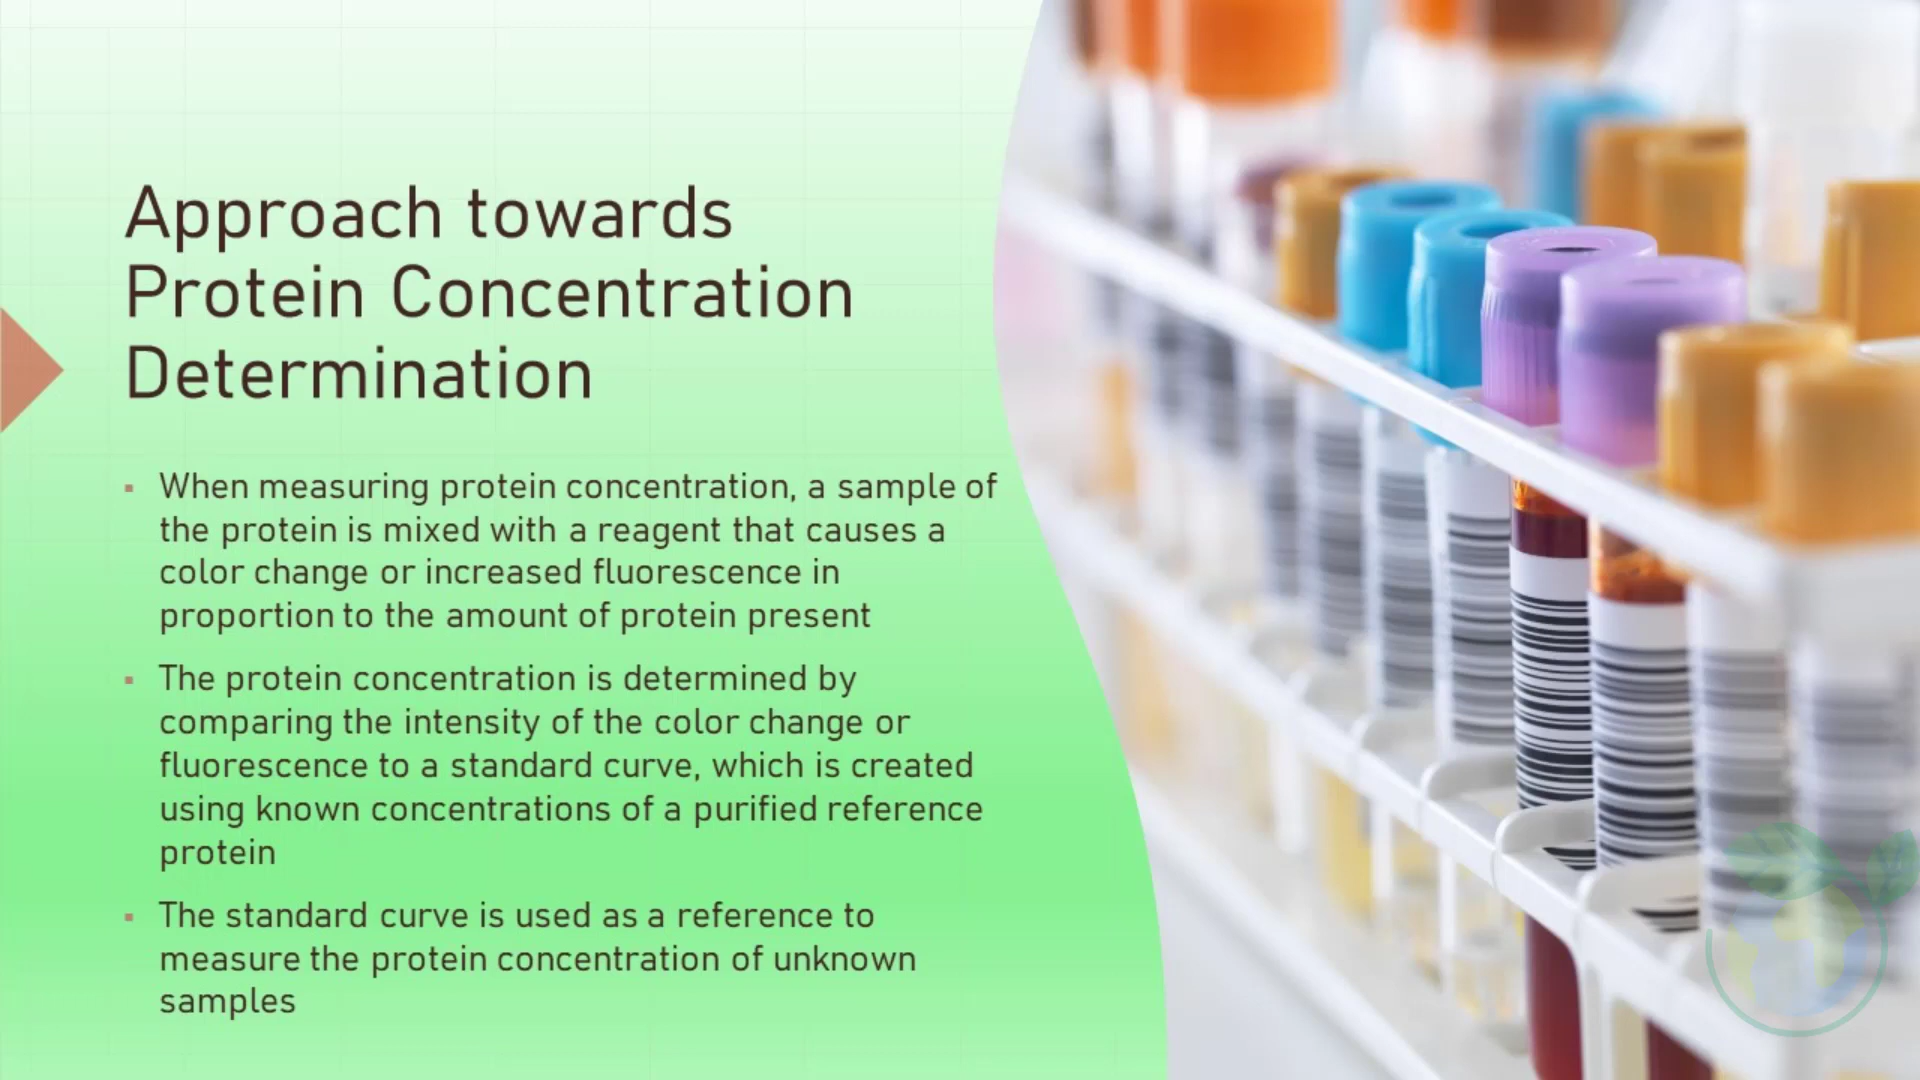 Approach towards
Protein Concentration
Determination
▪ When measuring protein concentration, a sample of
the protein is mixed with a reagent that causes a
color change or increased fluorescence in
proportion to the amount of protein present
▪ The protein concentration is determined by
comparing the intensity of the color change or
fluorescence to a standard curve, which is created
using known concentrations of a purified reference
protein
▪ The standard curve is used as a reference to
measure the protein concentration of unknown
samples